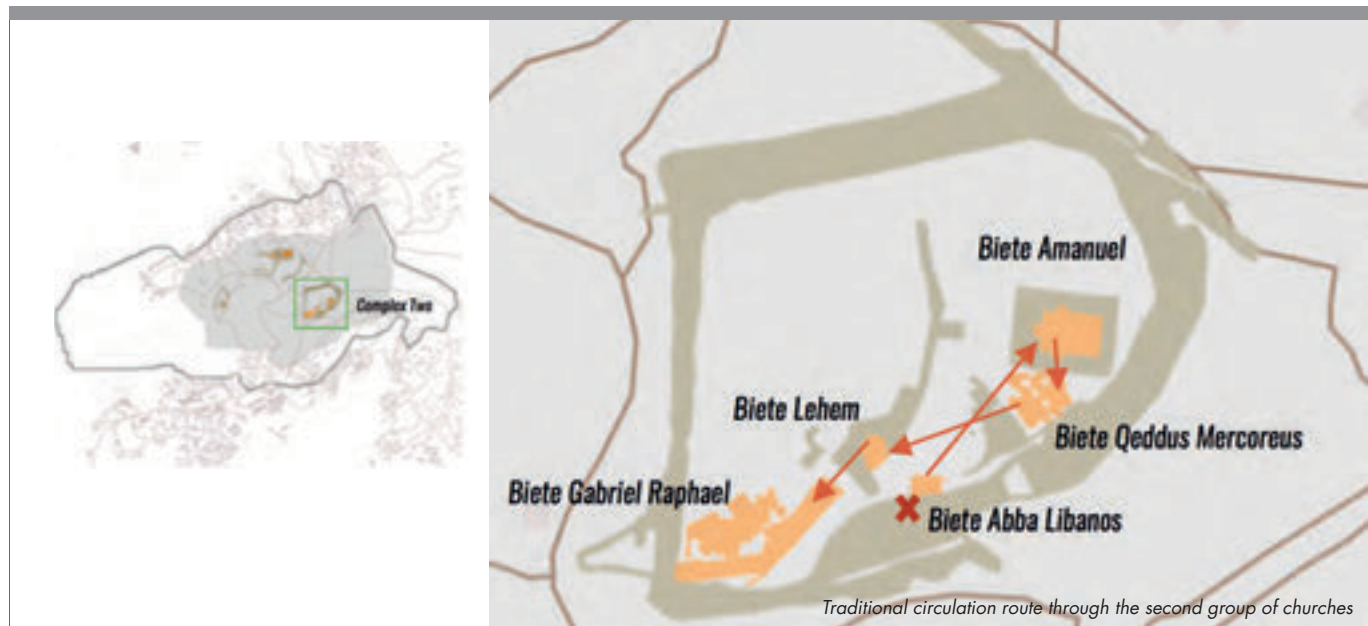 Complex Two
Biete Amanuel
Biete Lehem
Biete Qeddus Mercoreus
Biete Gabriel Raphael
Biete Abba Libanos
Traditional circulation route through the second group of churches